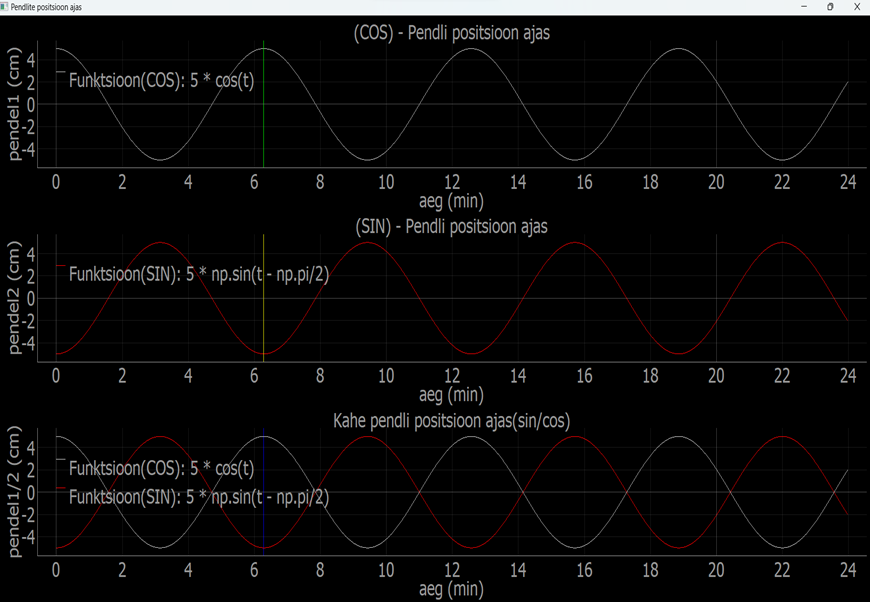 Pendlite positsioon ajas
(COS) - Pendli positsioon ajas
pendel1 (cm)
4
2
0
-2
-4
Funktsioon(COS): 5 * cos(t)
0 2 4 6 8 10 12 14 16 18 20 22 24
aeg (min)
(SIN) - Pendli positsioon ajas
pendel2 (cm)
4
2
0
-2
-4
Funktsioon(SIN): 5 * np.sin(t - np.pi/2)
0 2 4 6 8 10 12 14 16 18 20 22 24
aeg (min)
Kahe pendli positsioon ajas(sin/cos)
pendel1/2 (cm)
4
2
0
-2
-4
Funktsioon(COS): 5 * cos(t)
Funktsioon(SIN): 5 * np.sin(t - np.pi/2)
0 2 4 6 8 10 12 14 16 18 20 22 24
aeg (min)